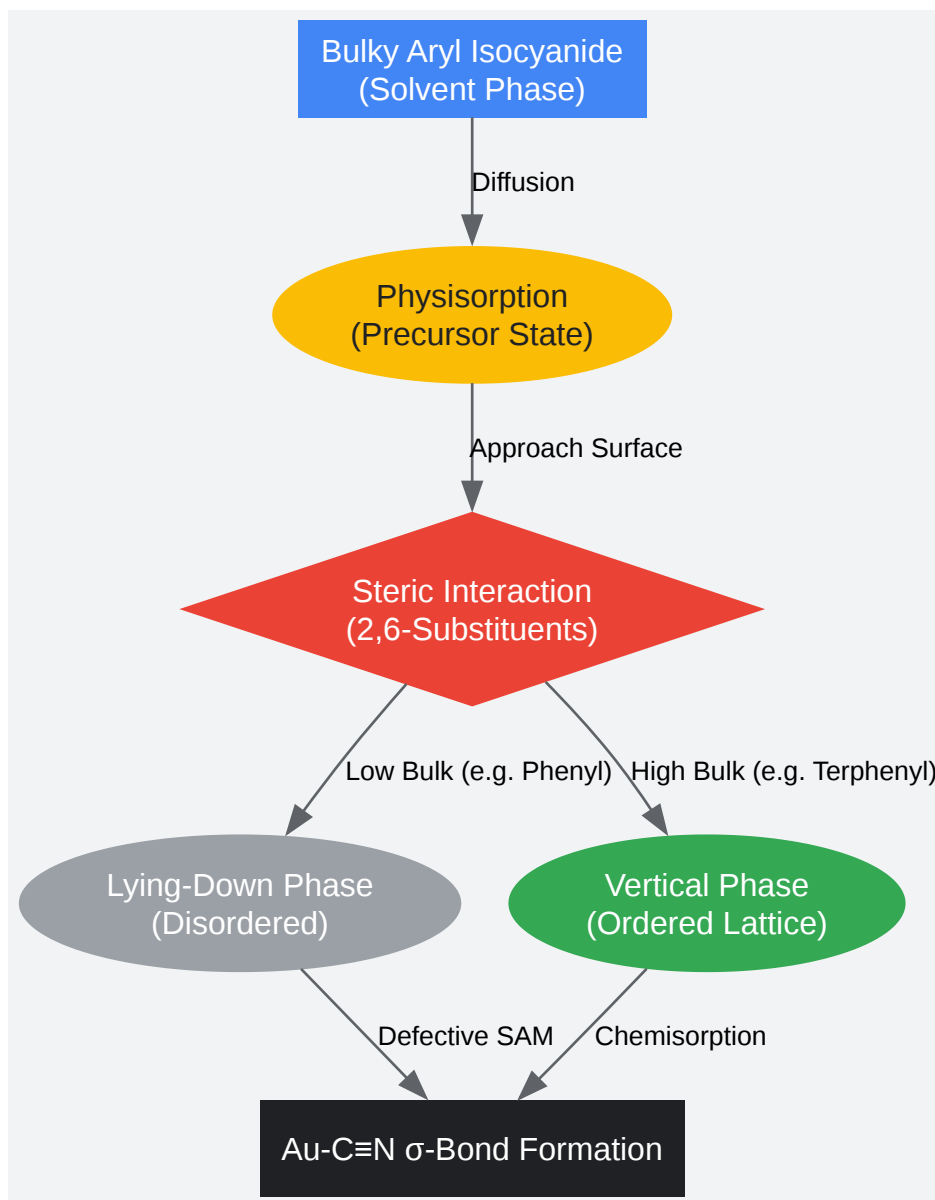 Bulky Aryl Isocyanide
(Solvent Phase)
Diffusion
Physisorption
(Precursor State)
Approach Surface
Steric Interaction
(2,6-Substituents)
Low Bulk (e.g. Phenyl)
High Bulk (e.g. Terphenyl)
Lying-Down Phase
(Disordered)
Vertical Phase
(Ordered Lattice)
Defective SAM
Chemisorption
Au-C≡N σ-Bond Formation